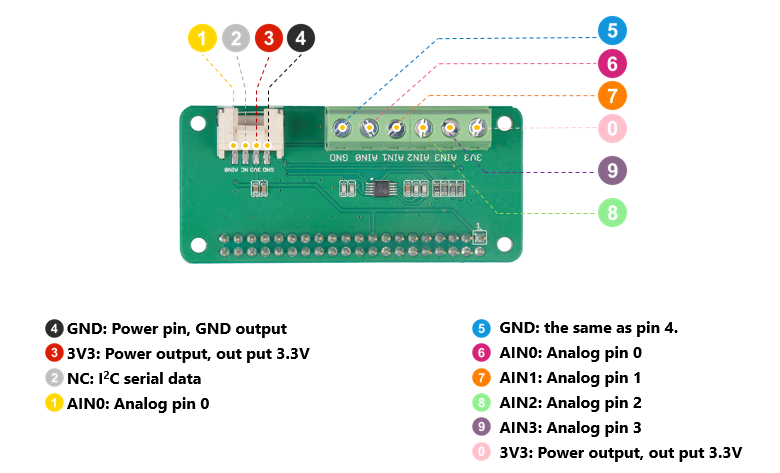 1 2 3 4
5
6
7
0
9
8
AIN0 NC 3V3 GND
GND AIN0 AIN1 AIN2 AIN3 3V3
1
4 GND: Power pin, GND output
3 3V3: Power output, out put 3.3V
2 NC: I²C serial data
1 AIN0: Analog pin 0
5 GND: the same as pin 4.
6 AIN0: Analog pin 0
7 AIN1: Analog pin 1
8 AIN2: Analog pin 2
9 AIN3: Analog pin 3
0 3V3: Power output, out put 3.3V